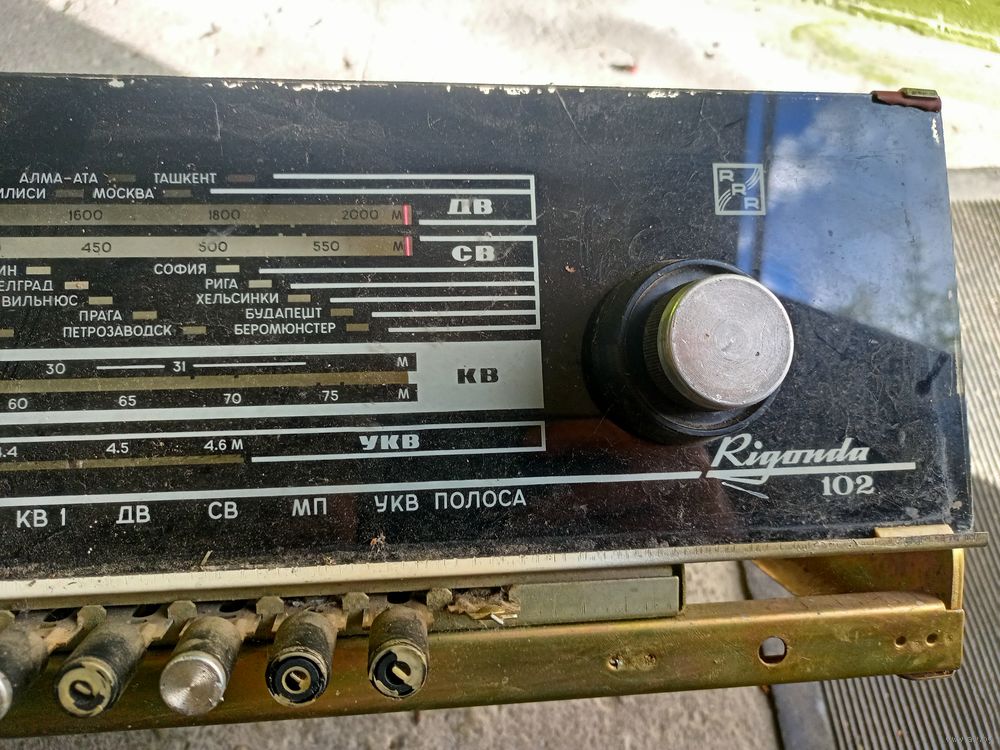 АЛМА-АТА ТАШКЕНТ
МОСКВА
1600 1800 2000 М ДВ
450 500 550 М СВ
СОФИЯ
РИГА
ВИЛЬНЮС ХЕЛЬСИНКИ
ПРАГА БУДАПЕШТ
ПЕТРОЗАВОДСК БЕРОМЮНСТЕР
30 31 М
КВ
60 65 70 75 М
4.5 4.6 М УКВ
КВ 1 ДВ СВ МП УКВ ПОЛОСА
RRR
Rigonda
102